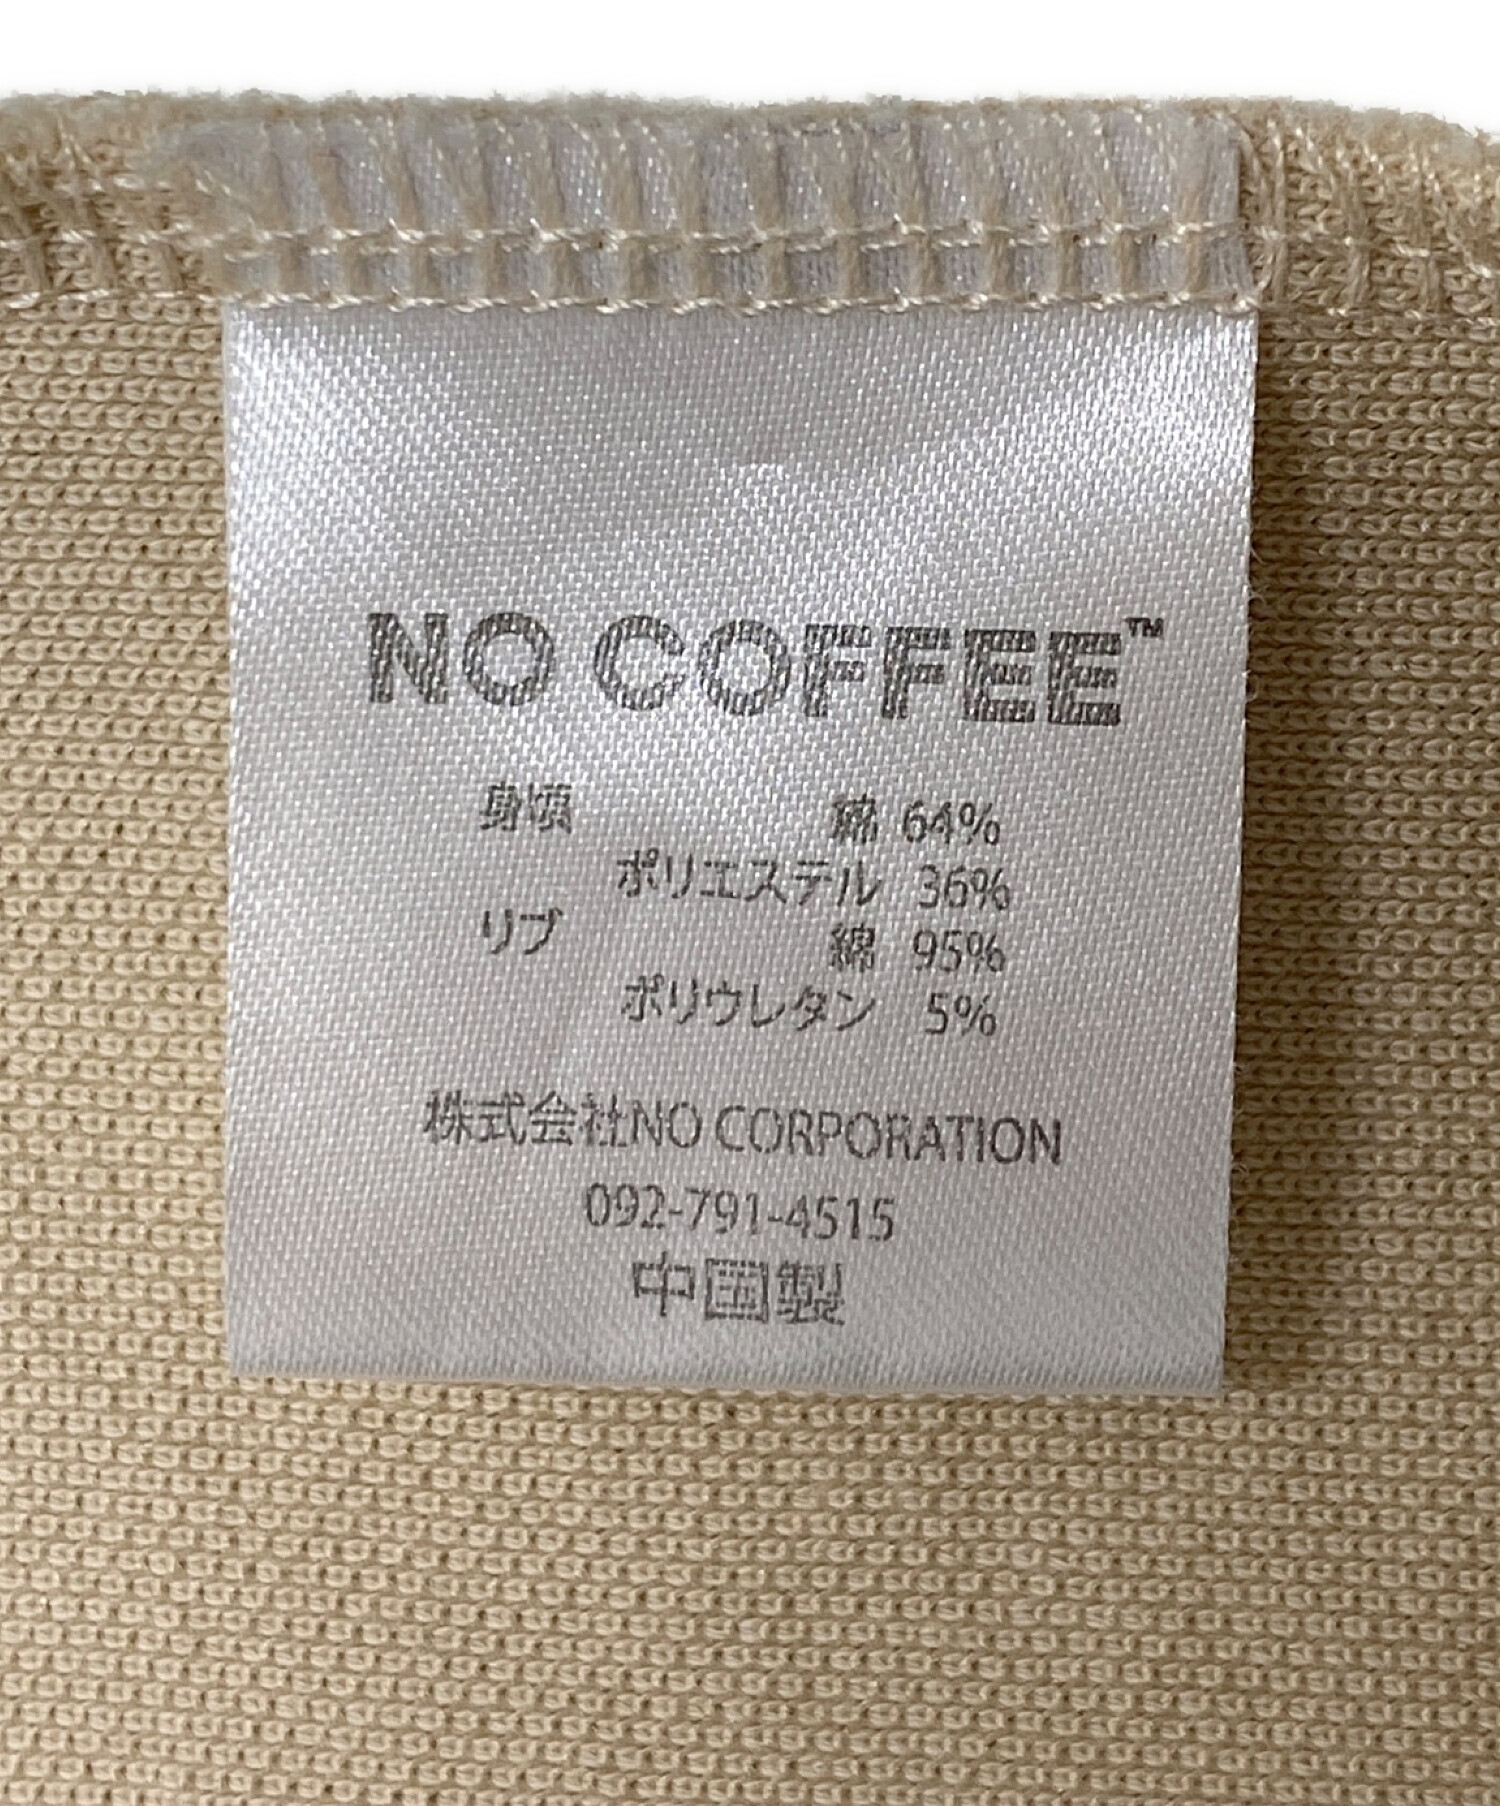 NO COFFEE™
身頃 綿 64%
ポリエステル 36%
リブ 綿 95%
ポリウレタン 5%
株式会社NO CORPORATION
092-791-4515
中国製